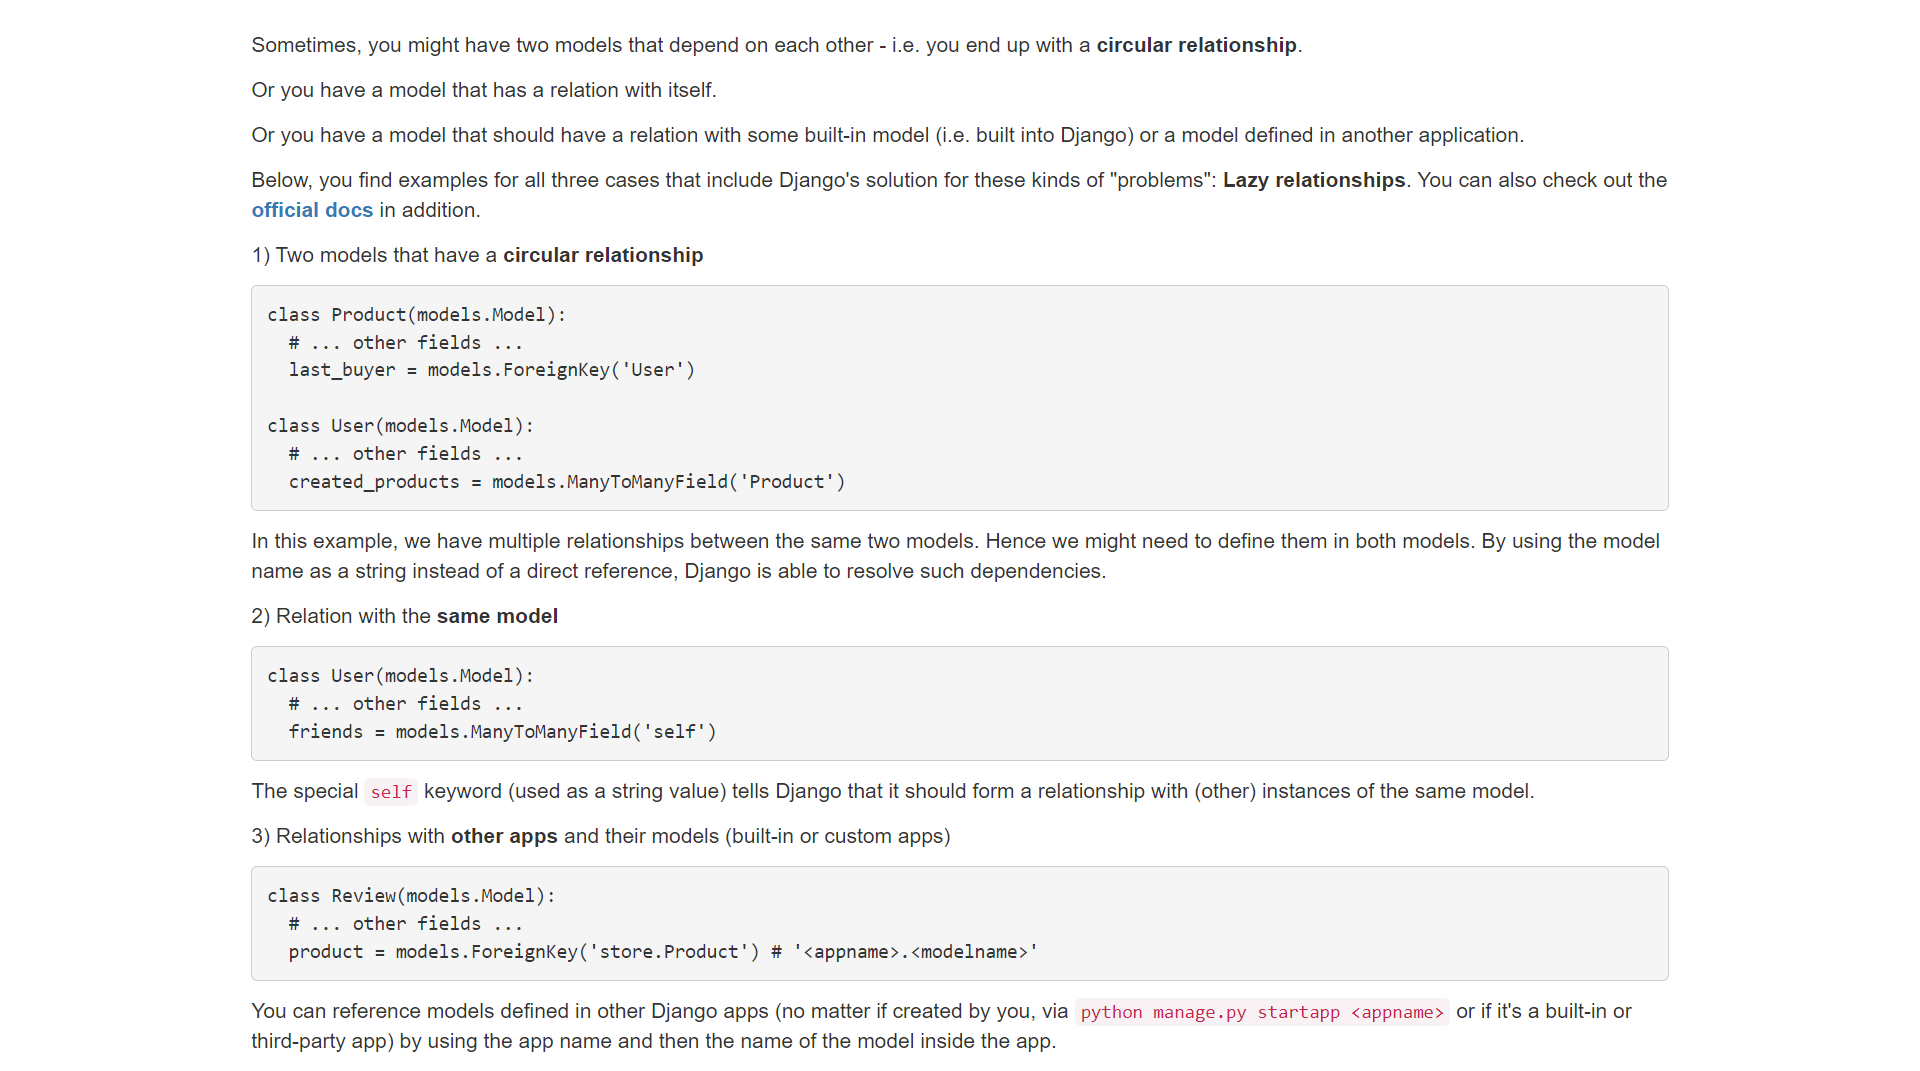 Sometimes, you might have two models that depend on each other - i.e. you end up with a circular relationship.
Or you have a model that has a relation with itself.
Or you have a model that should have a relation with some built-in model (i.e. built into Django) or a model defined in another application.
Below, you find examples for all three cases that include Django's solution for these kinds of "problems": Lazy relationships. You can also check out the
official docs in addition.
1) Two models that have a circular relationship
class Product(models.Model):
  # ... other fields ...
  last_buyer = models.ForeignKey('User')
class User(models.Model):
  # ... other fields ...
  created_products = models.ManyToManyField('Product')
In this example, we have multiple relationships between the same two models. Hence we might need to define them in both models. By using the model
name as a string instead of a direct reference, Django is able to resolve such dependencies.
2) Relation with the same model
class User(models.Model):
  # ... other fields ...
  friends = models.ManyToManyField('self')
The special self keyword (used as a string value) tells Django that it should form a relationship with (other) instances of the same model.
3) Relationships with other apps and their models (built-in or custom apps)
class Review(models.Model):
  # ... other fields ...
  product = models.ForeignKey('store.Product') # '<appname>.<modelname>'
You can reference models defined in other Django apps (no matter if created by you, via python manage.py startapp <appname> or if it's a built-in or
third-party app) by using the app name and then the name of the model inside the app.